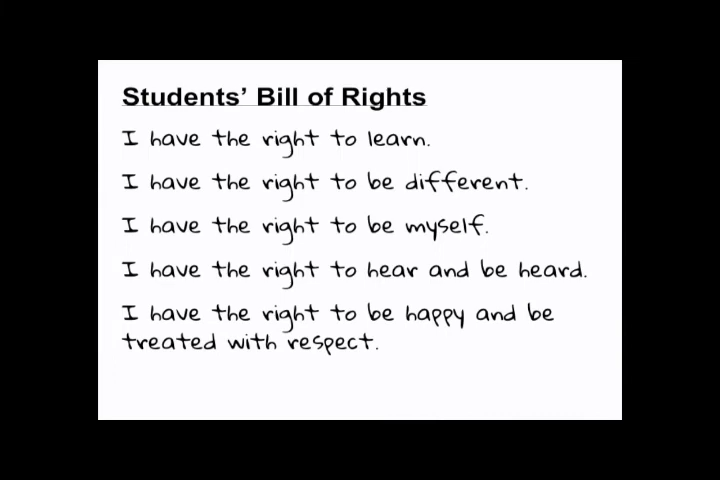 Students’ Bill of Rights
I have the right to learn.
I have the right to be different.
I have the right to be myself.
I have the right to hear and be heard.
I have the right to be happy and be
treated with respect.